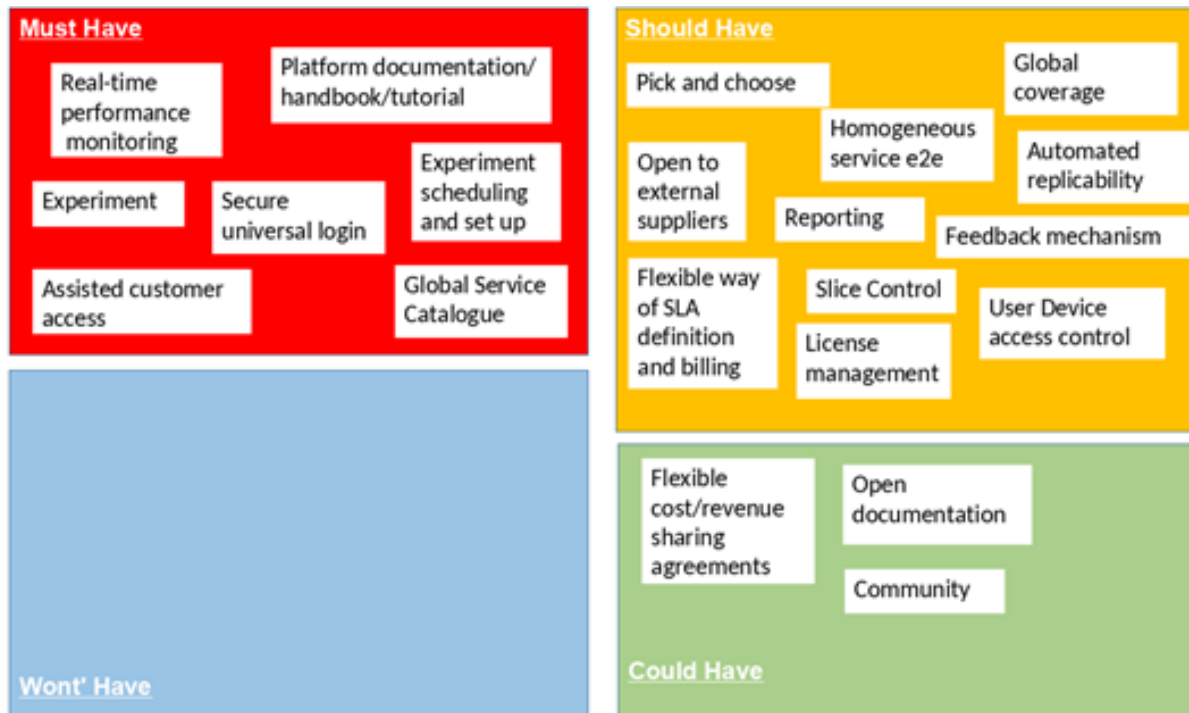 Must Have
Real-time
performance
monitoring
Platform documentation/
handbook/tutorial
Experiment
Secure
universal login
Experiment
scheduling
and set up
Assisted customer
access
Global Service
Catalogue
Should Have
Pick and choose
Global
coverage
Homogeneous
service e2e
Open to
external
suppliers
Automated
replicability
Reporting
Feedback mechanism
Flexible way
of SLA
definition
and billing
Slice Control
User Device
access control
License
management
Wont' Have
Flexible
cost/revenue
sharing
agreements
Open
documentation
Community
Could Have